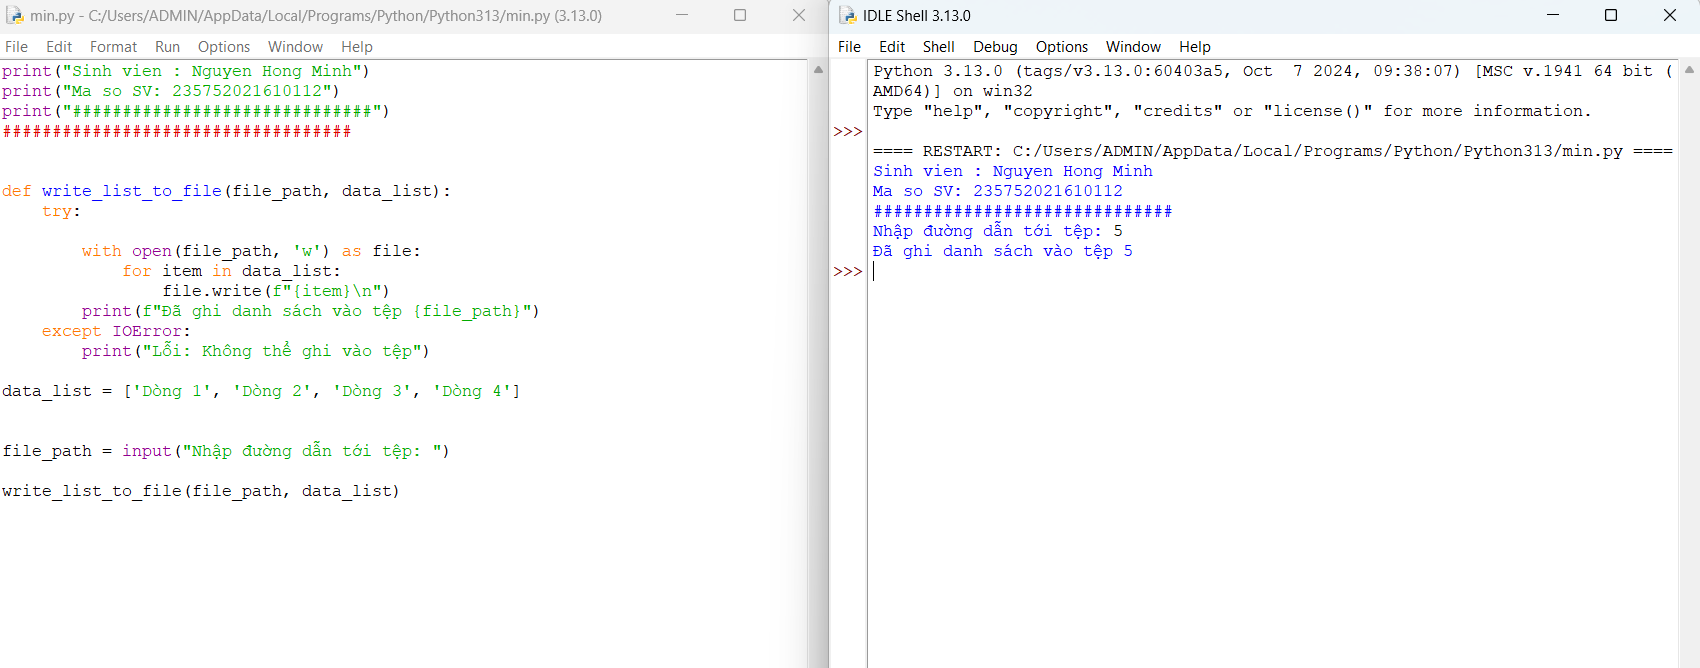 min.py - C:/Users/ADMIN/AppData/Local/Programs/Python/Python313/min.py (3.13.0)
File Edit Format Run Options Window Help
print("Sinh vien : Nguyen Hong Minh")
print("Ma so SV: 235752021610112")
print("##############################")
###################################
def write_list_to_file(file_path, data_list):
    try:
        with open(file_path, 'w') as file:
            for item in data_list:
                file.write(f"{item}\n")
        print(f"Đã ghi danh sách vào tệp {file_path}")
    except IOError:
        print("Lỗi: Không thể ghi vào tệp")
data_list = ['Dòng 1', 'Dòng 2', 'Dòng 3', 'Dòng 4']
file_path = input("Nhập đường dẫn tới tệp: ")
write_list_to_file(file_path, data_list)
IDLE Shell 3.13.0
File Edit Shell Debug Options Window Help
Python 3.13.0 (tags/v3.13.0:60403a5, Oct  7 2024, 09:38:07) [MSC v.1941 64 bit (
AMD64)] on win32
Type "help", "copyright", "credits" or "license()" for more information.
>>>
==== RESTART: C:/Users/ADMIN/AppData/Local/Programs/Python/Python313/min.py ====
Sinh vien : Nguyen Hong Minh
Ma so SV: 235752021610112
##############################
Nhập đường dẫn tới tệp: 5
Đã ghi danh sách vào tệp 5
>>>